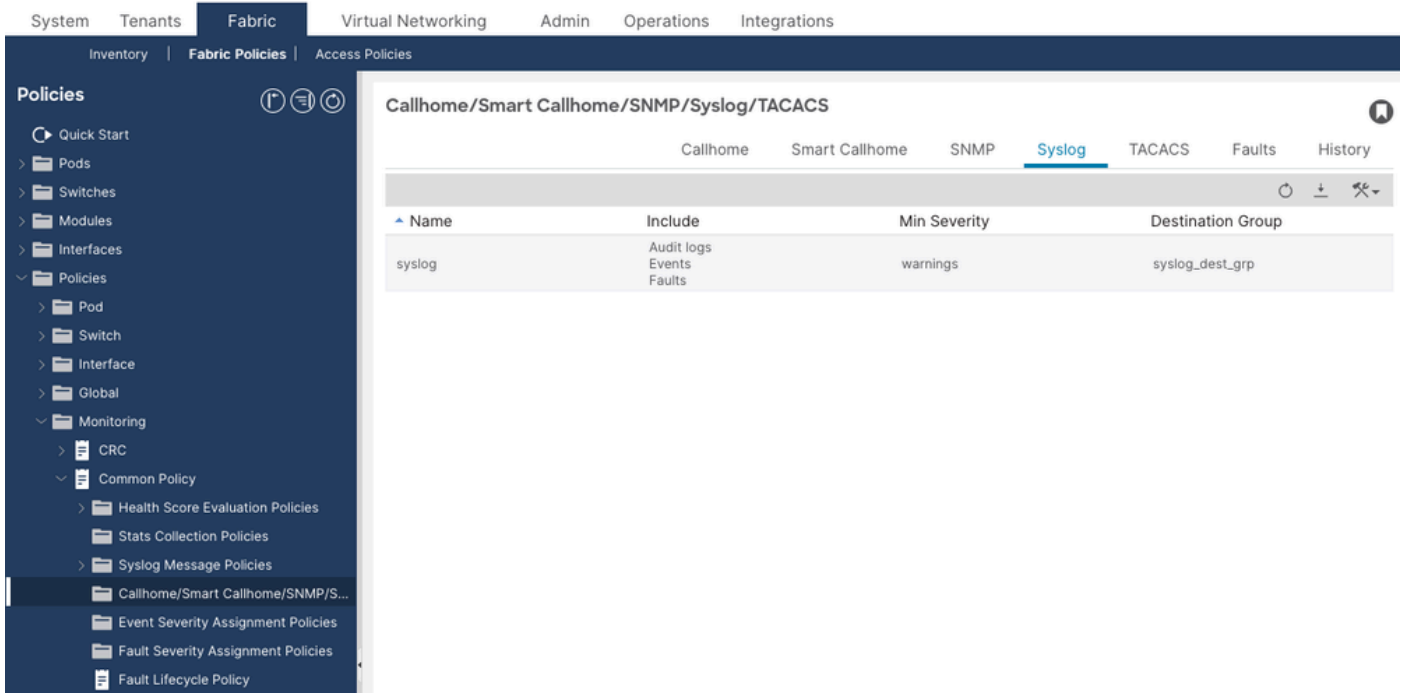 System Tenants Fabric Virtual Networking Admin Operations Integrations
Inventory | Fabric Policies | Access Policies
Policies
Quick Start
Pods
Switches
Modules
Interfaces
Policies
Pod
Switch
Interface
Global
Monitoring
CRC
Common Policy
Health Score Evaluation Policies
Stats Collection Policies
Syslog Message Policies
Callhome/Smart Callhome/SNMP/S...
Event Severity Assignment Policies
Fault Severity Assignment Policies
Fault Lifecycle Policy
Callhome/Smart Callhome/SNMP/Syslog/TACACS
Callhome Smart Callhome SNMP Syslog TACACS Faults History
Name Include Min Severity Destination Group
Audit logs
syslog Events warnings syslog_dest_grp
Faults